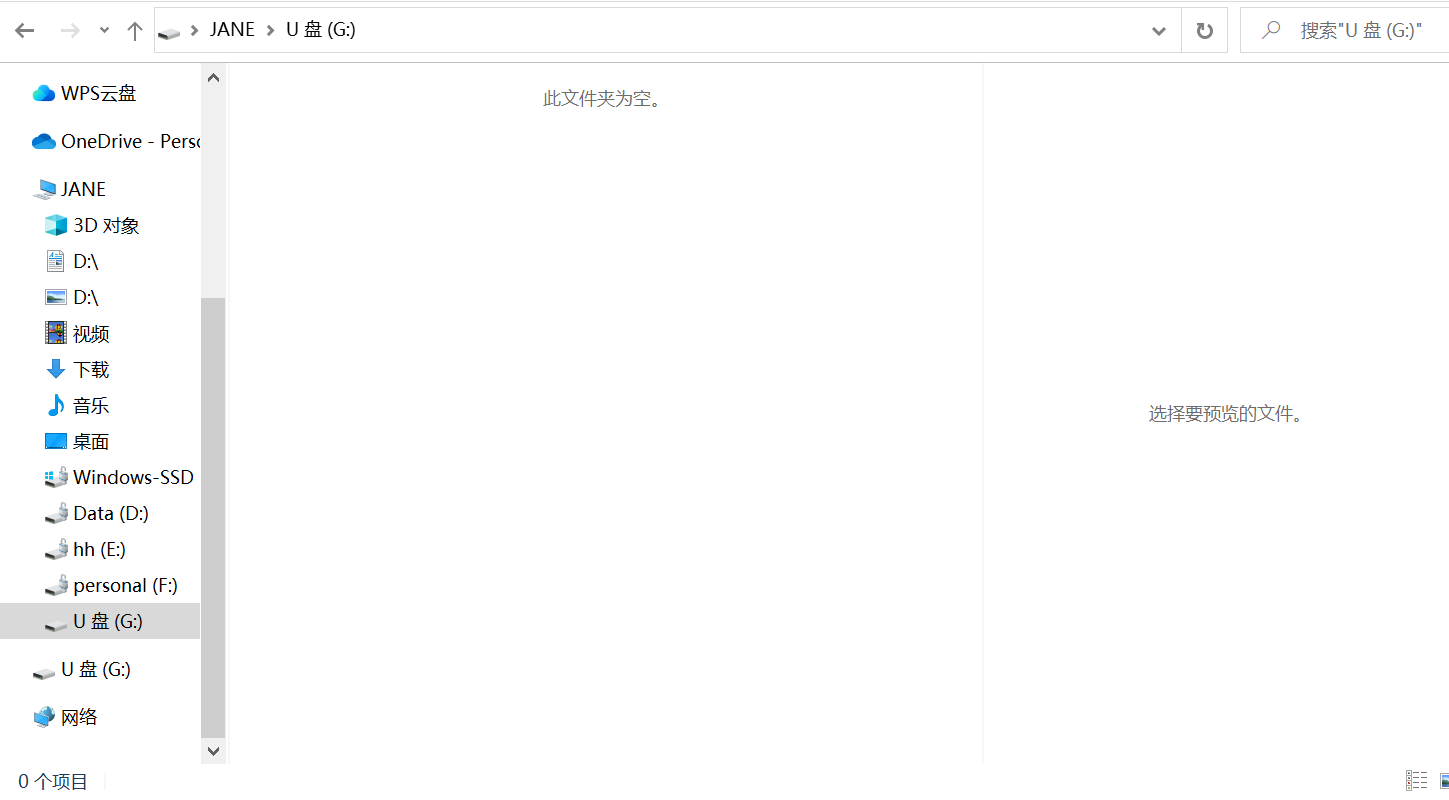 JANE
U 盘 (G:)
搜索"U 盘 (G:)"
WPS云盘
OneDrive - Perso
JANE
3D 对象
D:\
D:\
视频
下载
音乐
桌面
Windows-SSD
Data (D:)
hh (E:)
personal (F:)
U 盘 (G:)
U 盘 (G:)
网络
此文件夹为空。
选择要预览的文件。
0 个项目